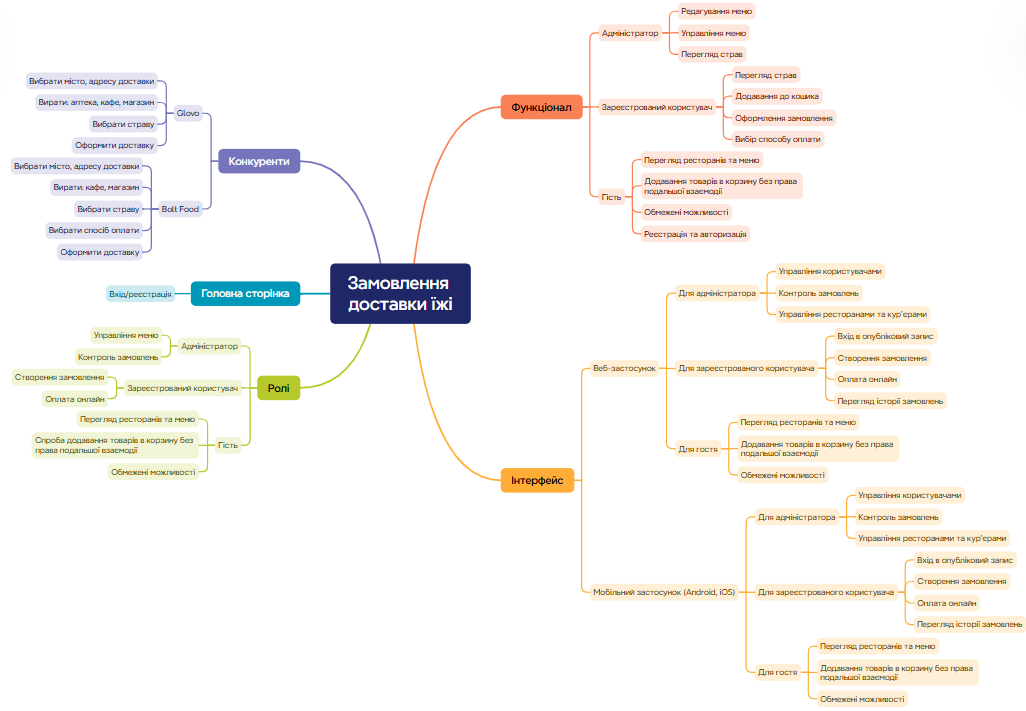 Замовлення
доставки їжі
Функціонал
Адміністратор
Редагування меню
Управління меню
Перегляд страв
Зареєстрований користувач
Перегляд страв
Додавання до кошика
Оформлення замовлення
Вибір способу оплати
Гість
Перегляд ресторанів та меню
Додавання товарів в корзину без права
подальшої взаємодії
Обмежені можливості
Реєстрація та авторизація
Інтерфейс
Веб-застосунок
Для адміністратора
Управління користувачами
Контроль замовлень
Управління ресторанами та кур'єрами
Для зареєстрованого користувача
Вхід в опубліковий запис
Створення замовлення
Оплата онлайн
Перегляд історії замовлень
Для гостя
Перегляд ресторанів та меню
Додавання товарів в корзину без права
подальшої взаємодії
Обмежені можливості
Мобільний застосунок (Android, iOS)
Для адміністратора
Управління користувачами
Контроль замовлень
Управління ресторанами та кур'єрами
Для зареєстрованого користувача
Вхід в опубліковий запис
Створення замовлення
Оплата онлайн
Перегляд історії замовлень
Для гостя
Перегляд ресторанів та меню
Додавання товарів в корзину без права
подальшої взаємодії
Обмежені можливості
Конкуренти
Glovo
Вибрати місто, адресу доставки
Вирати: аптека, кафе, магазин
Вибрати страву
Оформити доставку
Bolt Food
Вибрати місто, адресу доставки
Вирати: кафе, магазин
Вибрати страву
Вибрати спосіб оплати
Оформити доставку
Головна сторінка
Вхід/реєстрація
Ролі
Адміністратор
Управління меню
Контроль замовлень
Зареєстрований користувач
Створення замовлення
Оплата онлайн
Гість
Перегляд ресторанів та меню
Спроба додавання товарів в корзину без
права подальшої взаємодії
Обмежені можливості